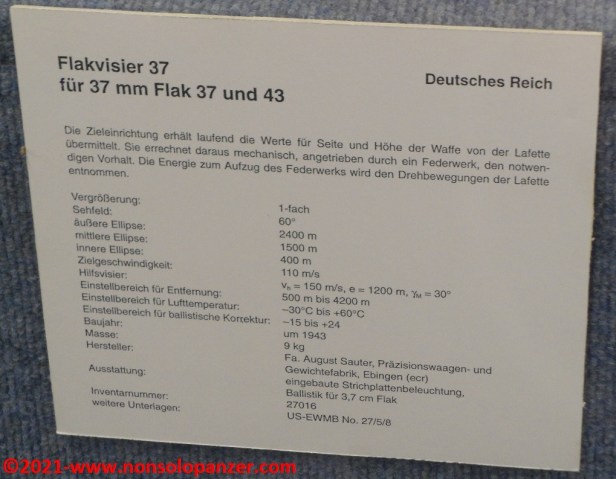 Flakvisier 37
für 37 mm Flak 37 und 43
Deutsches Reich
Die Zieleinrichtung erhält laufend die Werte für Seite und Höhe der Waffe von der Lafette
übermittelt. Sie errechnet daraus mechanisch, angetrieben durch ein Federwerk, den notwen-
digen Vorhalt. Die Energie zum Aufzug des Federwerks wird den Drehbewegungen der Lafette
entnommen.
Vergrößerung: 1-fach
Sehfeld: 60°
äußere Ellipse: 2400 m
mittlere Ellipse: 1500 m
innere Ellipse: 400 m
Zielgeschwindigkeit: 110 m/s
Hilfsvisier: vₕ = 150 m/s, e = 1200 m, γM = 30°
Einstellbereich für Entfernung: 500 m bis 4200 m
Einstellbereich für Lufttemperatur: –30°C bis +60°C
Einstellbereich für ballistische Korrektur: –15 bis +24
Baujahr: um 1943
Masse: 9 kg
Hersteller: Fa. August Sauter, Präzisionswaagen- und
Gewichtefabrik, Ebingen (ecr)
Ausstattung: eingebaute Strichplattenbeleuchtung,
Ballistik für 3,7 cm Flak
Inventarnummer: 27016
weitere Unterlagen: US-EWMB No. 27/5/8
©2021-www.nonsolopanzer.com